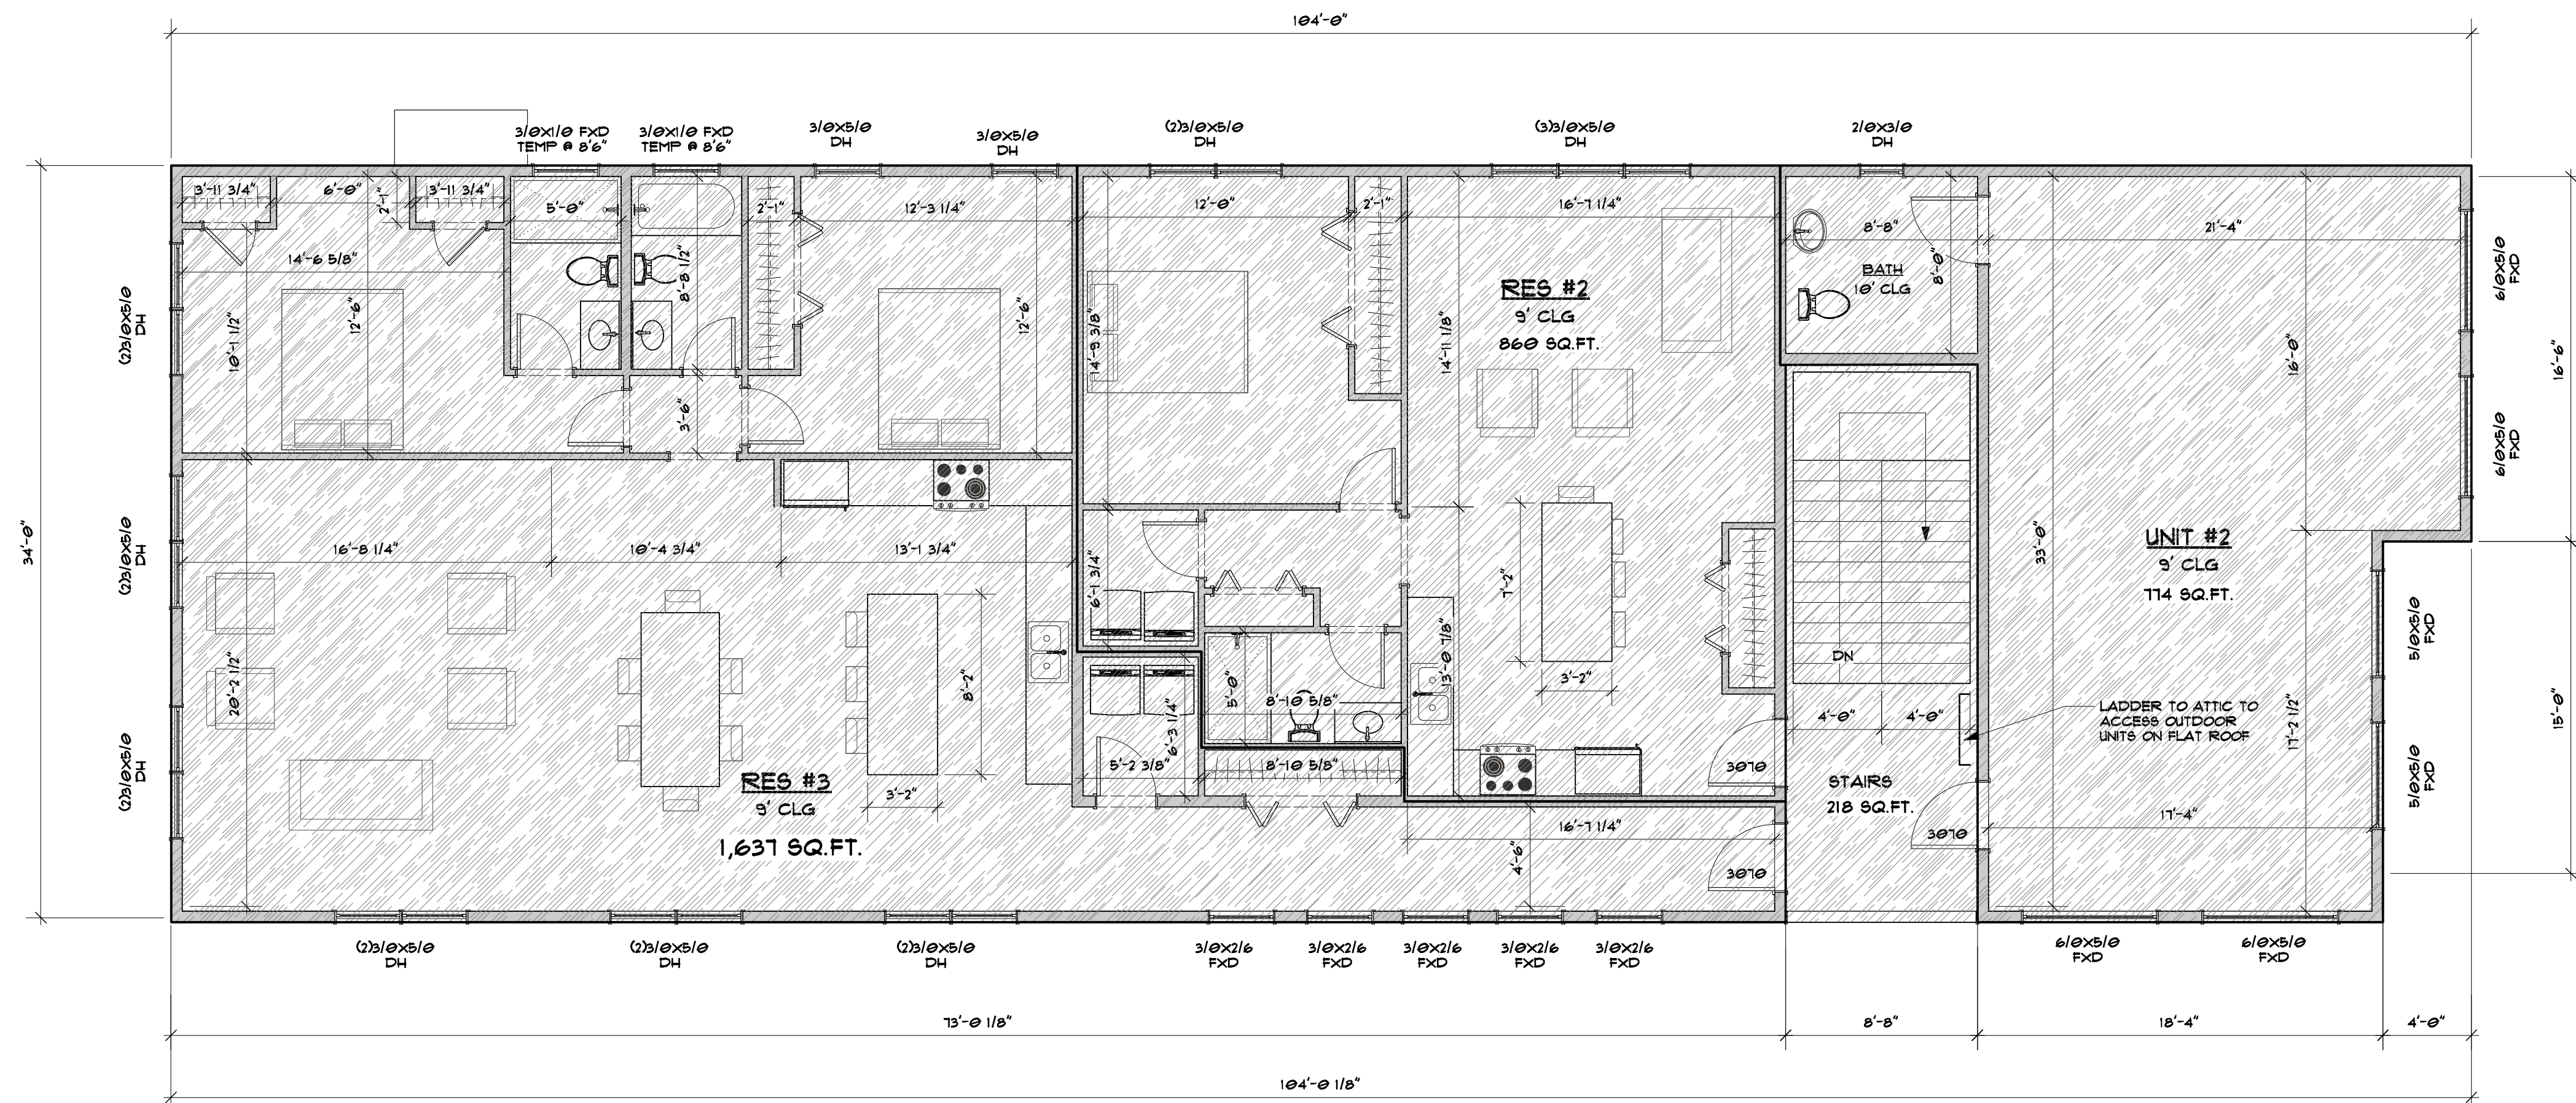 104'-0"
3/0X1/0 FXD
TEMP @ 8'6"
3/0X1/0 FXD
TEMP @ 8'6"
3/0X5/0
DH
3/0X5/0
DH
(2)3/0X5/0
DH
(3)3/0X5/0
DH
2/0X3/0
DH
3'-11 3/4"
6'-0"
2'-1"
3'-11 3/4"
5'-0"
2'-1"
12'-3 1/4"
12'-0"
2'-1"
16'-7 1/4"
8'-8"
21'-4"
14'-6 5/8"
8'-8 1/2"
BATH
10' CLG
8'-0"
6/0X5/0
FXD
(2)3/0X5/0
DH
10'-1 1/2"
12'-6"
12'-6"
14'-9 3/8"
14'-11 1/8"
RES #2
9' CLG
860 SQ.FT.
16'-0"
16'-6"
3'-6"
6/0X5/0
FXD
34'-0"
(2)3/0X5/0
DH
16'-8 1/4"
10'-4 3/4"
13'-1 3/4"
6'-1 3/4"
7'-2"
33'-0"
UNIT #2
9' CLG
774 SQ.FT.
5/0X5/0
FXD
20'-2 1/2"
8'-2"
5'-0"
8'-10 5/8"
13'-0 7/8"
3'-2"
DN
4'-0"
4'-0"
LADDER TO ATTIC TO
ACCESS OUTDOOR
UNITS ON FLAT ROOF
17'-2 1/2"
15'-0"
(2)3/0X5/0
DH
RES #3
9' CLG
1,637 SQ.FT.
3'-2"
6'-3 1/4"
5'-2 3/8"
8'-10 5/8"
3070
STAIRS
218 SQ.FT.
5/0X5/0
FXD
16'-7 1/4"
4'-6"
3070
3070
17'-4"
(2)3/0X5/0
DH
(2)3/0X5/0
DH
(2)3/0X5/0
DH
3/0X2/6
FXD
3/0X2/6
FXD
3/0X2/6
FXD
3/0X2/6
FXD
3/0X2/6
FXD
6/0X5/0
FXD
6/0X5/0
FXD
73'-0 1/8"
8'-8"
18'-4"
4'-0"
104'-0 1/8"